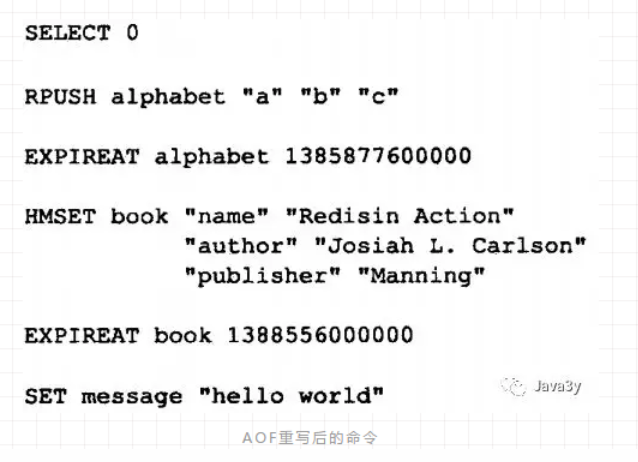 SELECT 0
RPUSH alphabet "a" "b" "c"
EXPIREAT alphabet 1385877600000
HMSET book "name" "Redisin Action"
"author" "Josiah L. Carlson"
"publisher" "Manning"
EXPIREAT book 1388556000000
SET message "hello world"
Java3y
AOF重写后的命令